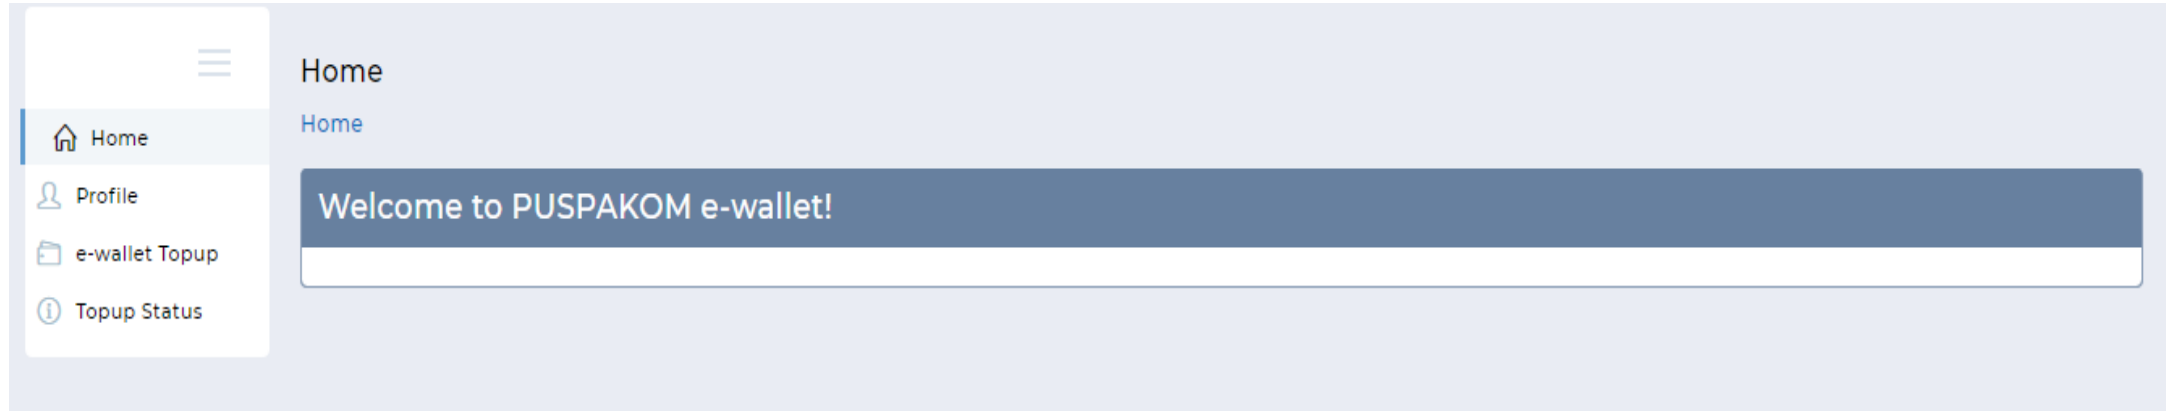 Home
Profile
e-wallet Topup
Topup Status
Home
Home
Welcome to PUSPAKOM e-wallet!